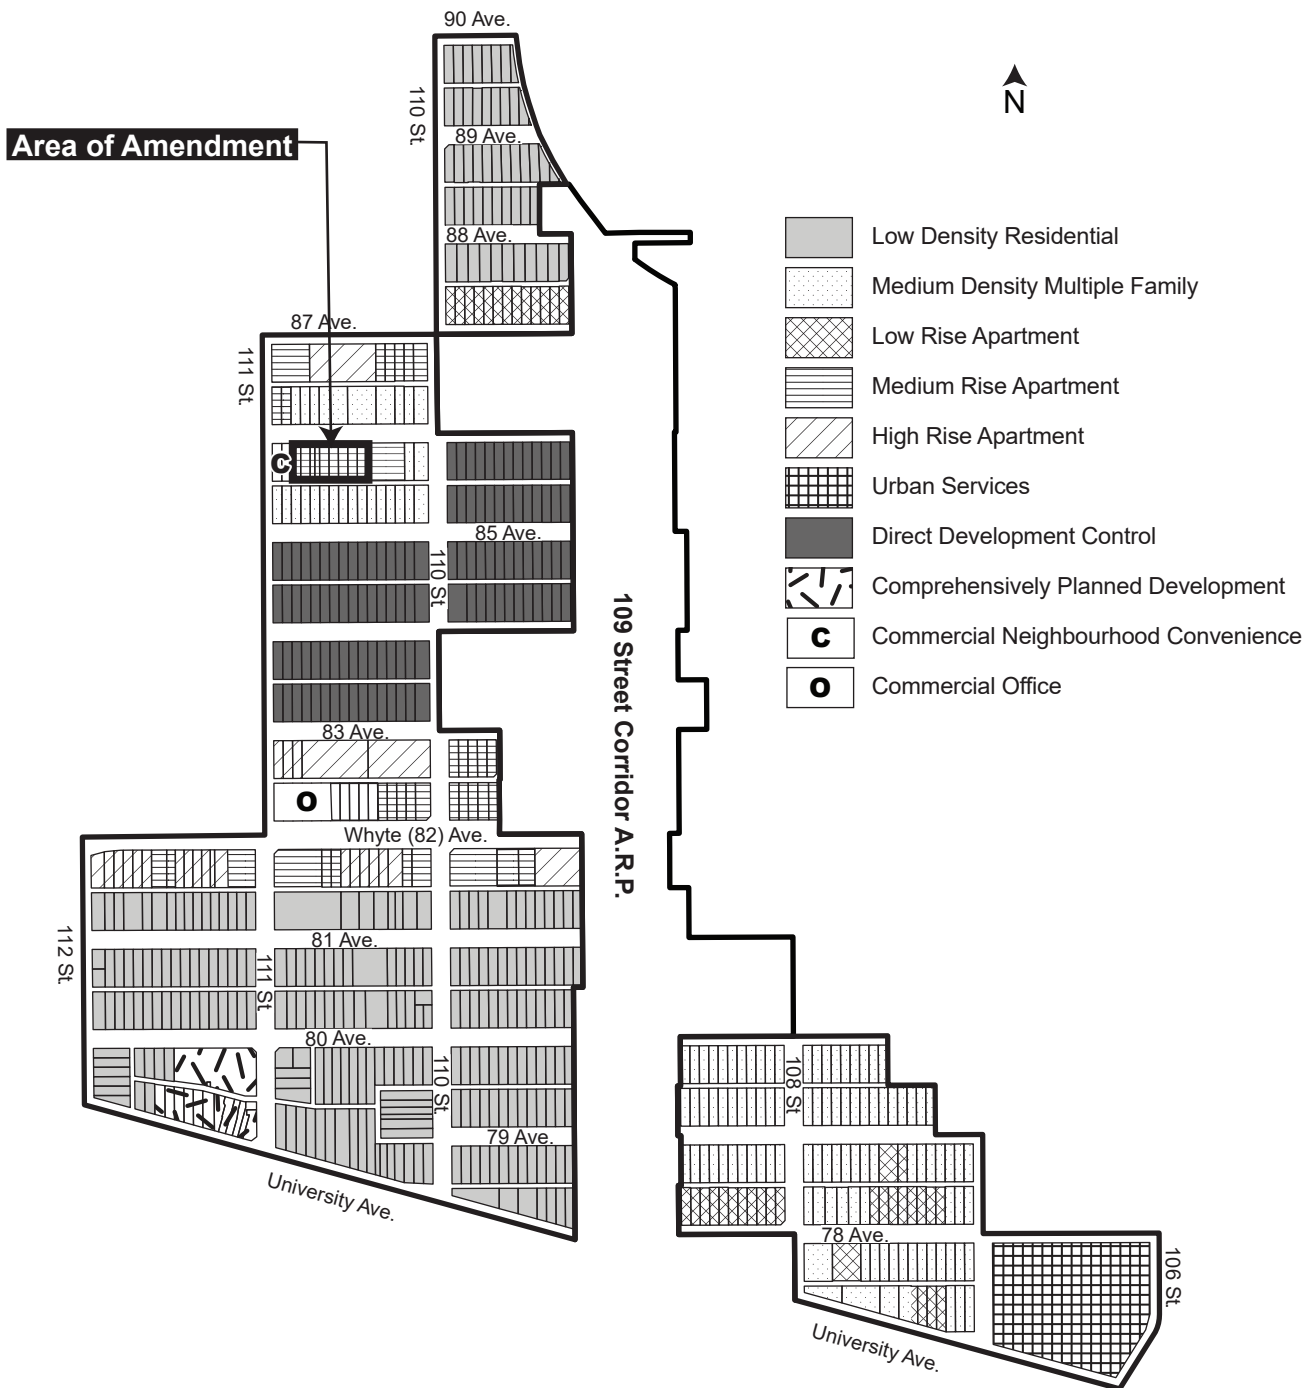 90 Ave.
N
110 St.
Area of Amendment
89 Ave.
88 Ave.
Low Density Residential
Medium Density Multiple Family
Low Rise Apartment
Medium Rise Apartment
High Rise Apartment
Urban Services
Direct Development Control
Comprehensively Planned Development
C
Commercial Neighbourhood Convenience
O
Commercial Office
87 Ave.
111 St.
C
85 Ave.
110 St.
109 Street Corridor A.R.P.
83 Ave.
O
Whyte (82) Ave.
112 St.
81 Ave.
111 St.
80 Ave.
110 St.
79 Ave.
University Ave.
108 St
78 Ave.
106 St.
University Ave.